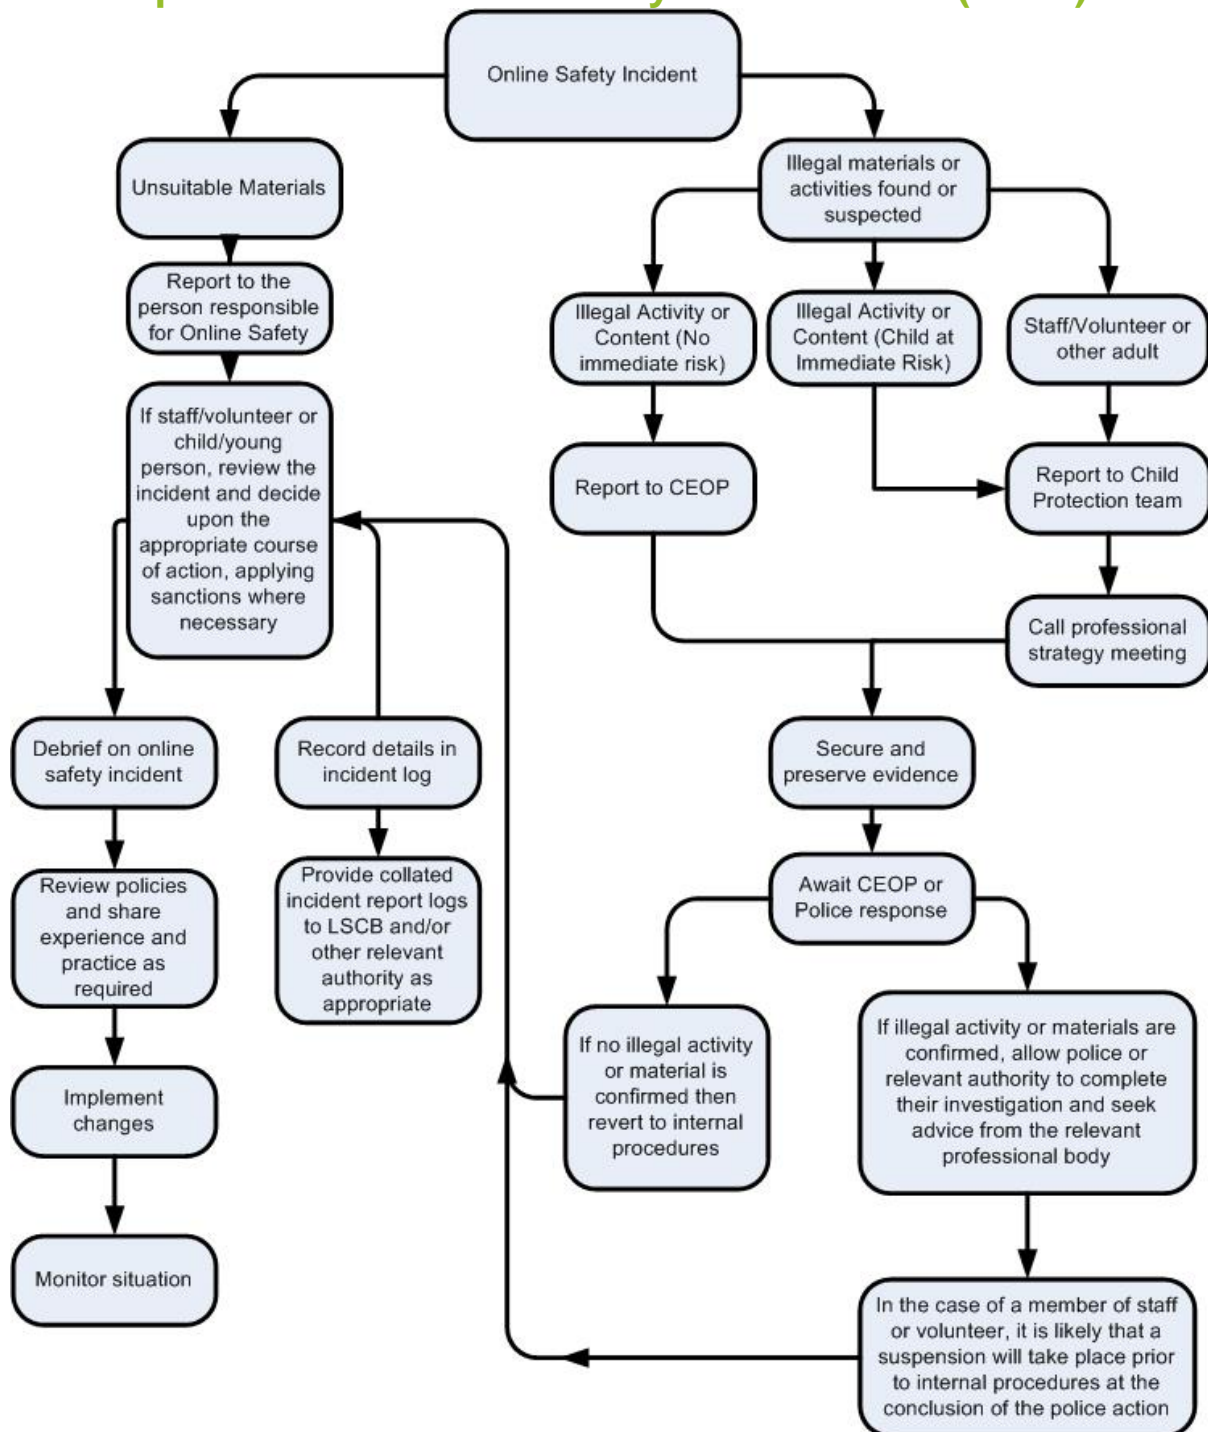 Online Safety Incident
Unsuitable Materials
Report to the
person responsible
for Online Safety
If staff/volunteer or
child/young
person, review the
incident and decide
upon the
appropriate course
of action, applying
sanctions where
necessary
Debrief on online
safety incident
Review policies
and share
experience and
practice as
required
Implement
changes
Monitor situation
Record details in
incident log
Provide collated
incident report logs
to LSCB and/or
other relevant
authority as
appropriate
Illegal materials or
activities found or
suspected
Illegal Activity or
Content (No
immediate risk)
Illegal Activity or
Content (Child at
Immediate Risk)
Staff/Volunteer or
other adult
Report to CEOP
Report to Child
Protection team
Call professional
strategy meeting
Secure and
preserve evidence
Await CEOP or
Police response
If no illegal activity
or material is
confirmed then
revert to internal
procedures
If illegal activity or materials are
confirmed, allow police or
relevant authority to complete
their investigation and seek
advice from the relevant
professional body
In the case of a member of staff
or volunteer, it is likely that a
suspension will take place prior
to internal procedures at the
conclusion of the police action